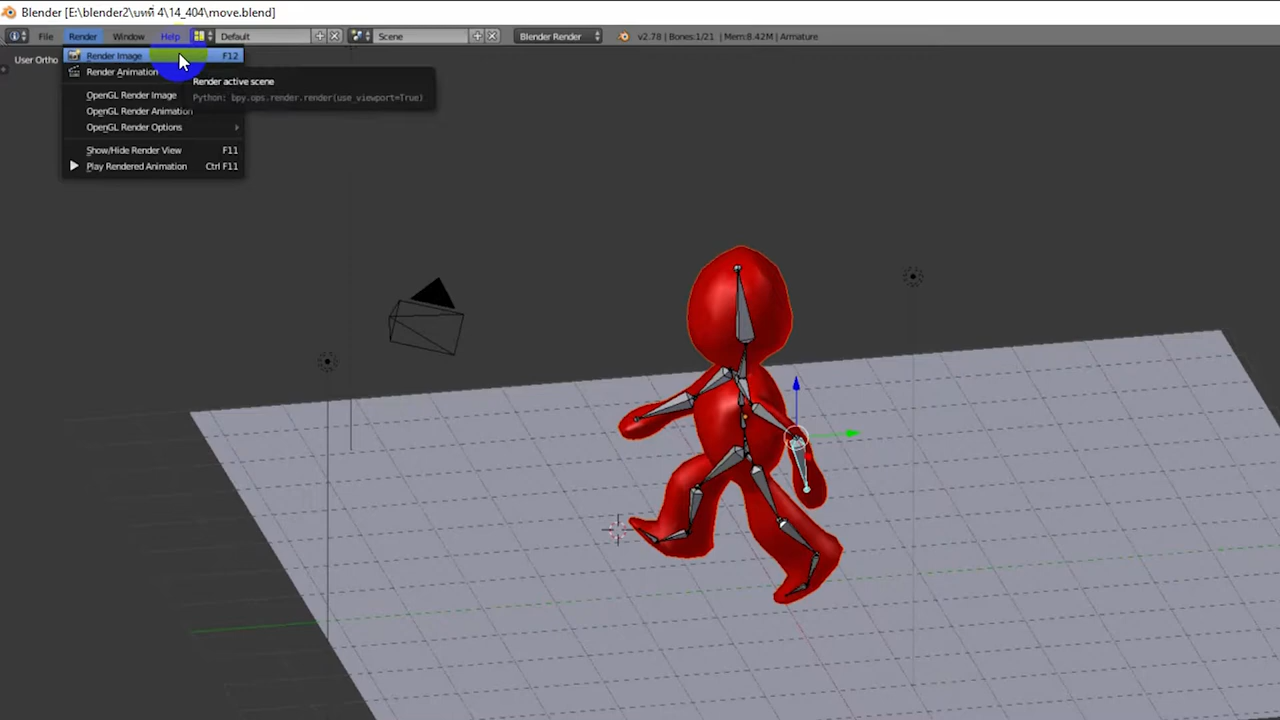 Blender [E:\blender2\บทที่ 4\14_404\move.blend]
File Render Window Help Default Scene Blender Render v2.78 | Bones:1/21 | Mem:8.42M | Armature
User Ortho
Render Image F12
Render Animation
Render active scene
Python: bpy.ops.render.render(use_viewport=True)
OpenGL Render Image
OpenGL Render Animation
OpenGL Render Options
Show/Hide Render View F11
Play Rendered Animation Ctrl F11